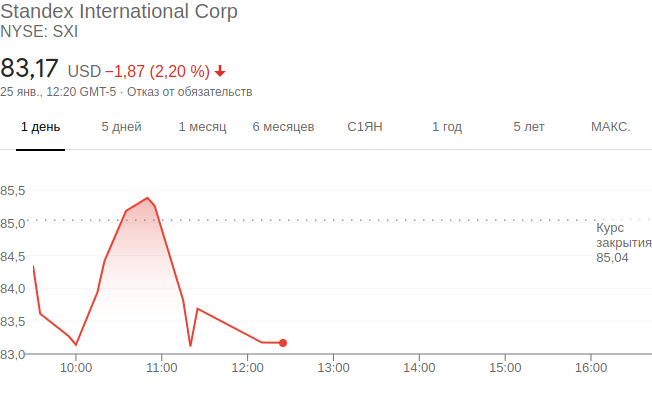 Standex International Corp
NYSE: SXI
83,17 USD −1,87 (2,20 %)
25 янв., 12:20 GMT-5 · Отказ от обязательств
1 день 5 дней 1 месяц 6 месяцев С1ЯН 1 год 5 лет МАКС.
85,5
85,0
84,5
84,0
83,5
83,0
Курс
закрытия
85,04
10:00 11:00 12:00 13:00 14:00 15:00 16:00